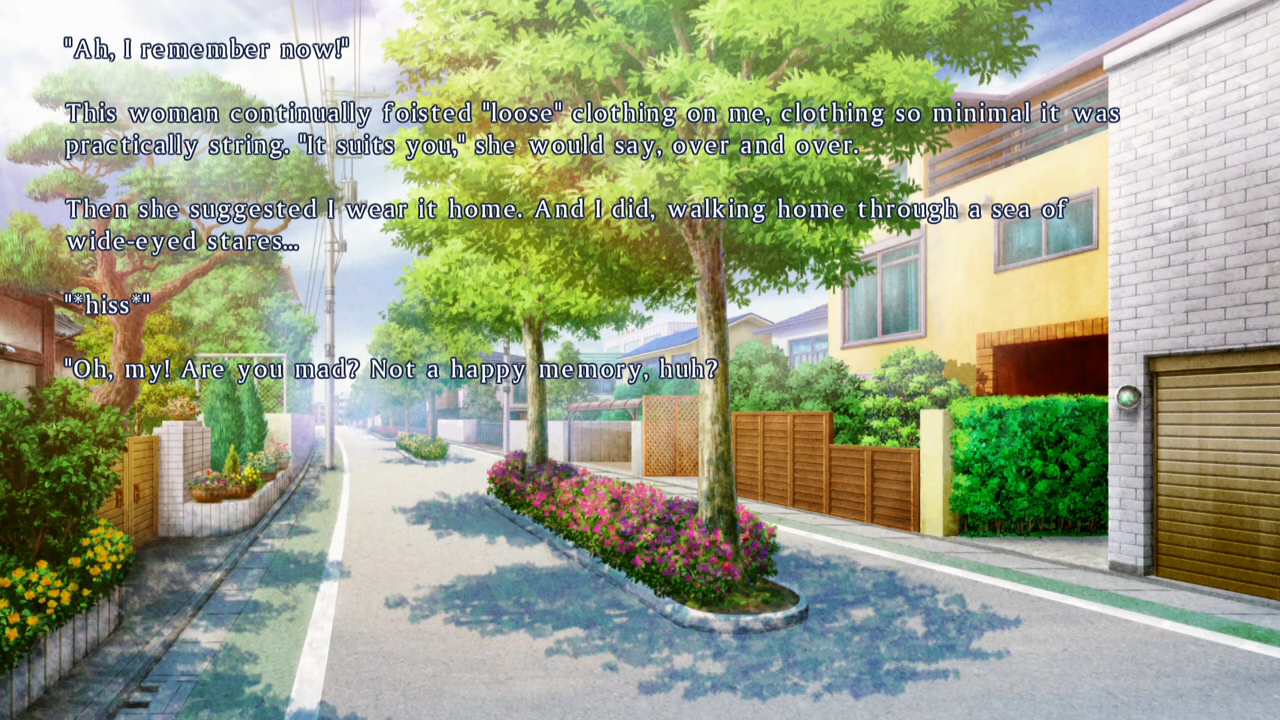 "Ah, I remember now!"
This woman continually foisted "loose" clothing on me, clothing so minimal it was
practically string. "It suits you," she would say, over and over.
Then she suggested I wear it home. And I did, walking home through a sea of
wide-eyed stares...
"*hiss*"
"Oh, my! Are you mad? Not a happy memory, huh?